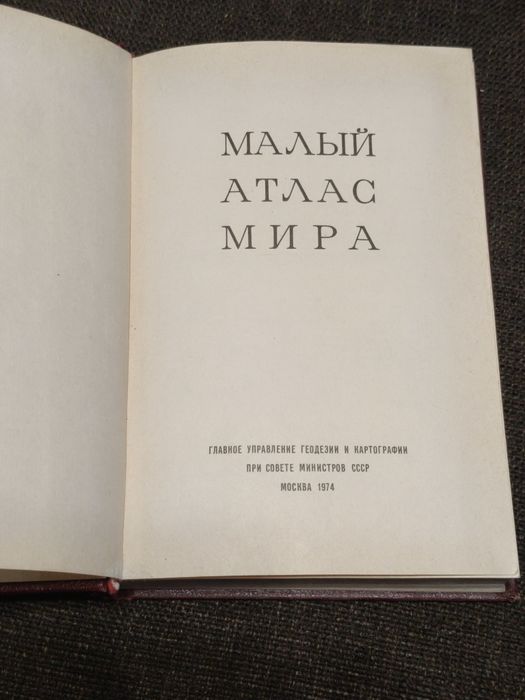 МАЛЫЙ
АТЛАС
МИРА
ГЛАВНОЕ УПРАВЛЕНИЕ ГЕОДЕЗИИ И КАРТОГРАФИИ
ПРИ СОВЕТЕ МИНИСТРОВ СССР
МОСКВА 1974